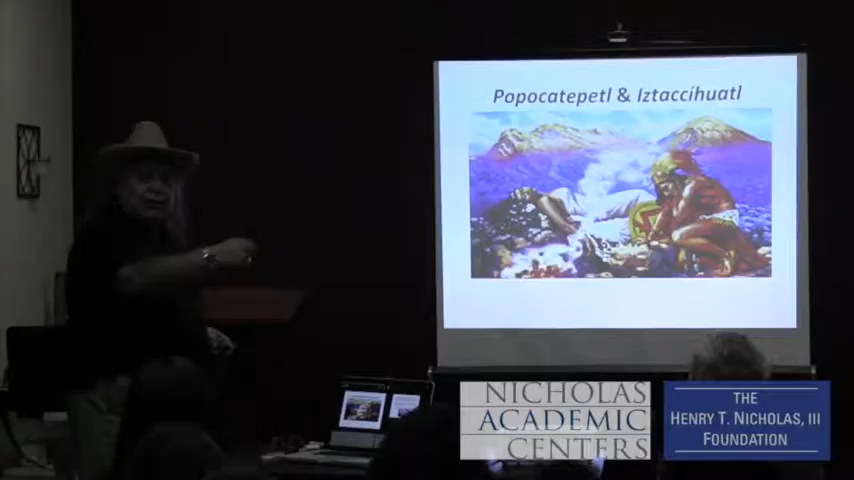 Popocatepetl & Iztaccihuatl
NICHOLAS
ACADEMIC
CENTERS
THE
HENRY T. NICHOLAS, III
FOUNDATION